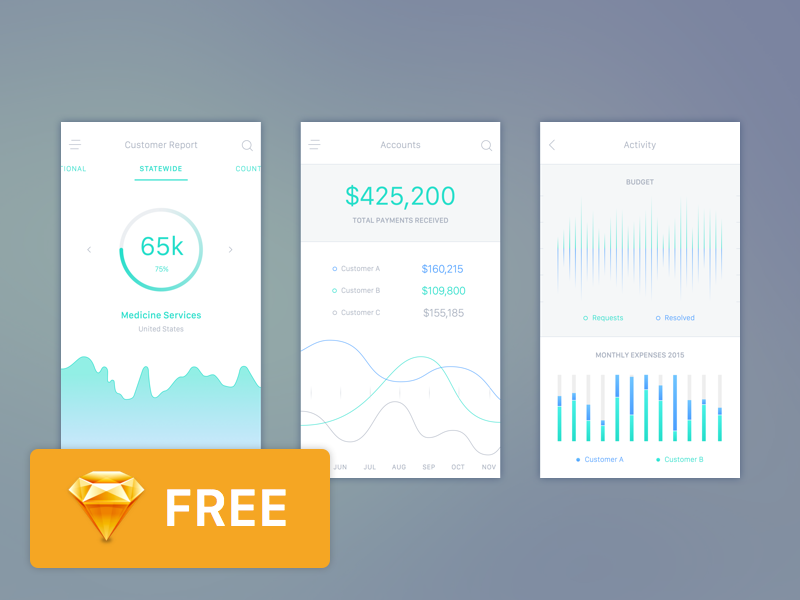 Customer Report
TIONAL STATEWIDE COUNT
65k
75%
Medicine Services
United States
Accounts
$425,200
TOTAL PAYMENTS RECEIVED
Customer A $160,215
Customer B $109,800
Customer C $155,185
JUN JUL AUG SEP OCT NOV
Activity
BUDGET
Requests Resolved
MONTHLY EXPENSES 2015
Customer A Customer B
FREE